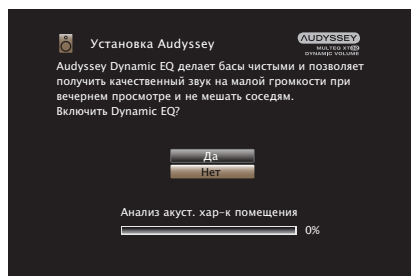 Установка Audyssey
AUDYSSEY
MULTEQ XT32
DYNAMIC VOLUME
Audyssey Dynamic EQ делает басы чистыми и позволяет
получить качественный звук на малой громкости при
вечернем просмотре и не мешать соседям.
Включить Dynamic EQ?
Да
Нет
Анализ акуст. хар-к помещения
0%